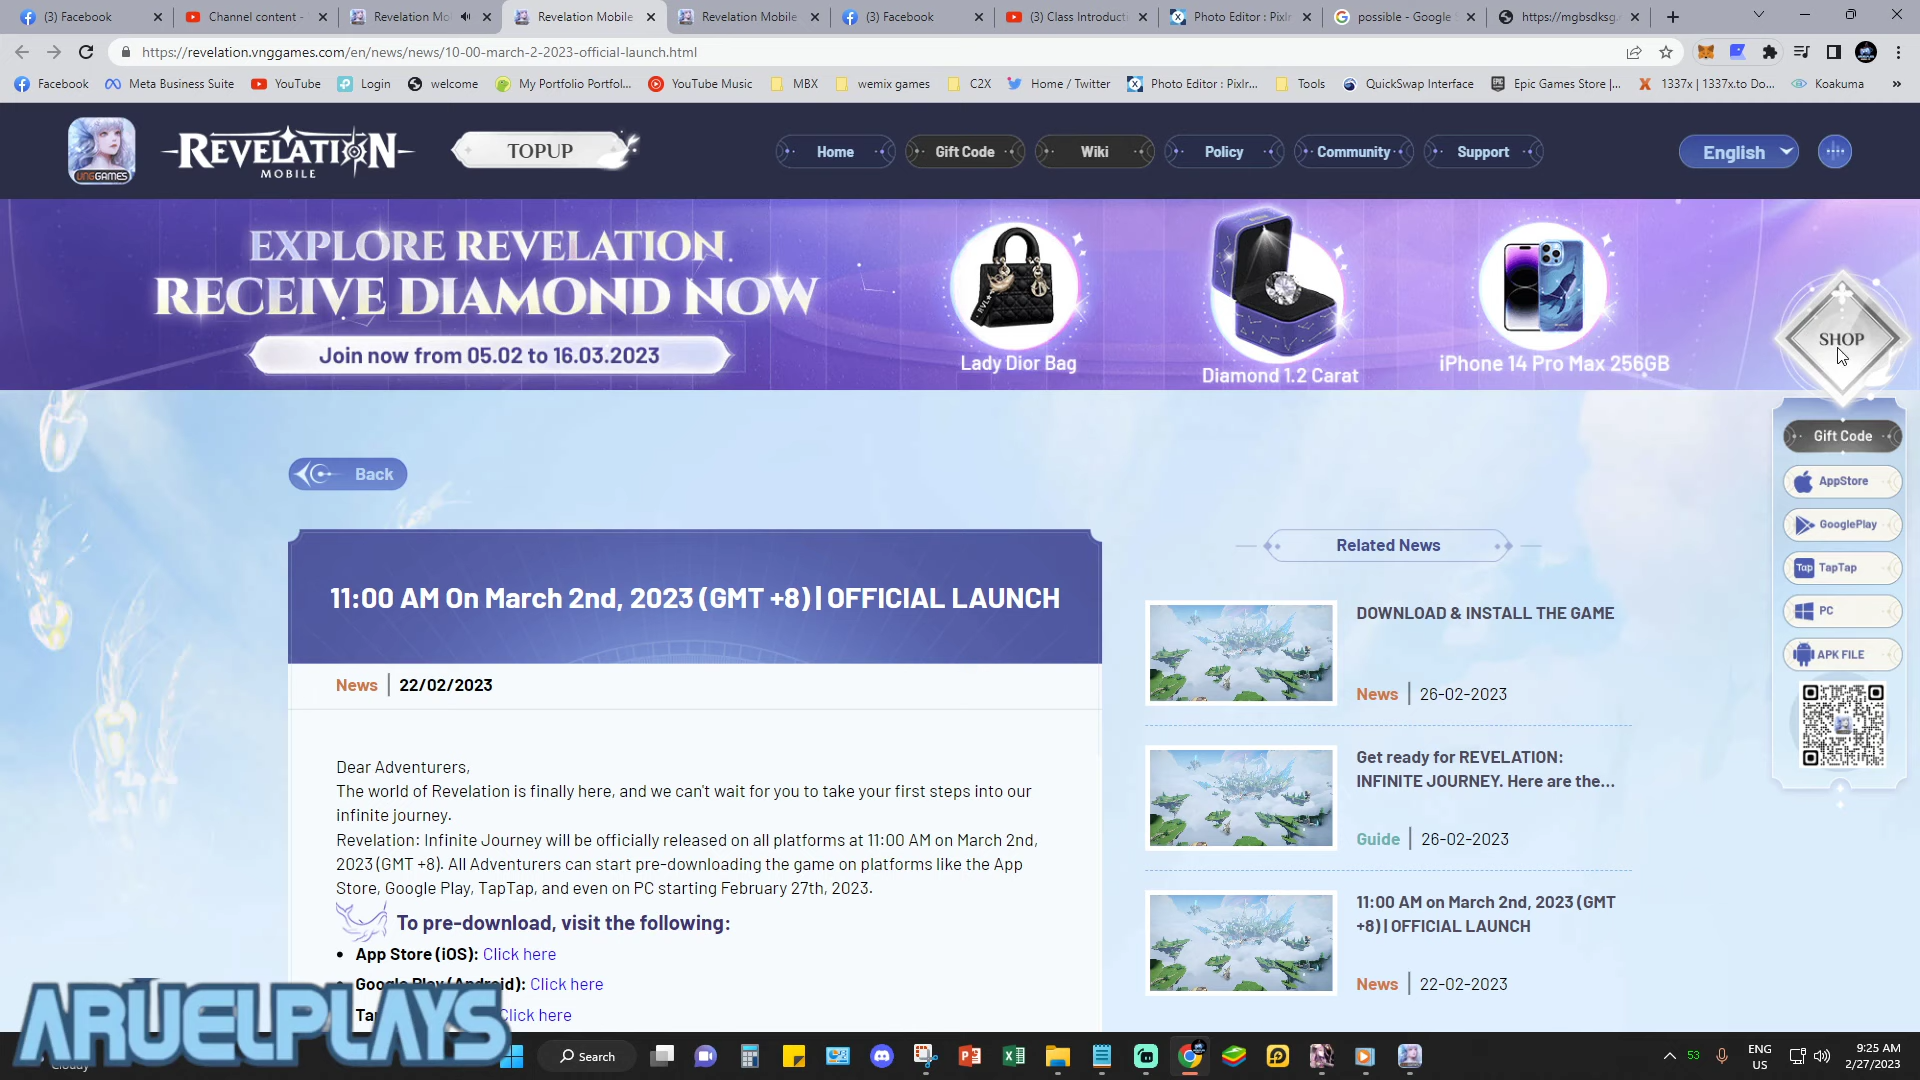 (3) Facebook
Channel content -
Revelation Mo
Revelation Mobile
Revelation Mobile
(3) Facebook
(3) Class Introducti
Photo Editor : Pixlr
possible - Google
https://mgbsdksg.
https://revelation.vnggames.com/en/news/news/10-00-march-2-2023-official-launch.html
Facebook
Meta Business Suite
YouTube
Login
welcome
My Portfolio Portfol...
YouTube Music
MBX
wemix games
C2X
Home / Twitter
Photo Editor : Pixlr...
Tools
QuickSwap Interface
Epic Games Store |...
1337x | 1337x.to Do...
Koakuma
VNGGAMES
REVELATION
MOBILE
TOPUP
Home
Gift Code
Wiki
Policy
Community
Support
English
EXPLORE REVELATION
RECEIVE DIAMOND NOW
Join now from 05.02 to 16.03.2023
Lady Dior Bag
Diamond 1.2 Carat
iPhone 14 Pro Max 256GB
SHOP
Gift Code
AppStore
GooglePlay
Tap TapTap
PC
APK FILE
Back
11:00 AM On March 2nd, 2023 (GMT +8) | OFFICIAL LAUNCH
News | 22/02/2023
Dear Adventurers,
The world of Revelation is finally here, and we can't wait for you to take your first steps into our
infinite journey.
Revelation: Infinite Journey will be officially released on all platforms at 11:00 AM on March 2nd,
2023 (GMT +8). All Adventurers can start pre-downloading the game on platforms like the App
Store, Google Play, TapTap, and even on PC starting February 27th, 2023.
To pre-download, visit the following:
• App Store (iOS): Click here
• Google Play (Android): Click here
Click here
Related News
DOWNLOAD & INSTALL THE GAME
News | 26-02-2023
Get ready for REVELATION:
INFINITE JOURNEY. Here are the...
Guide | 26-02-2023
11:00 AM on March 2nd, 2023 (GMT
+8) | OFFICIAL LAUNCH
News | 22-02-2023
ARUELPLAYS
Search
53
ENG
US
9:25 AM
2/27/2023